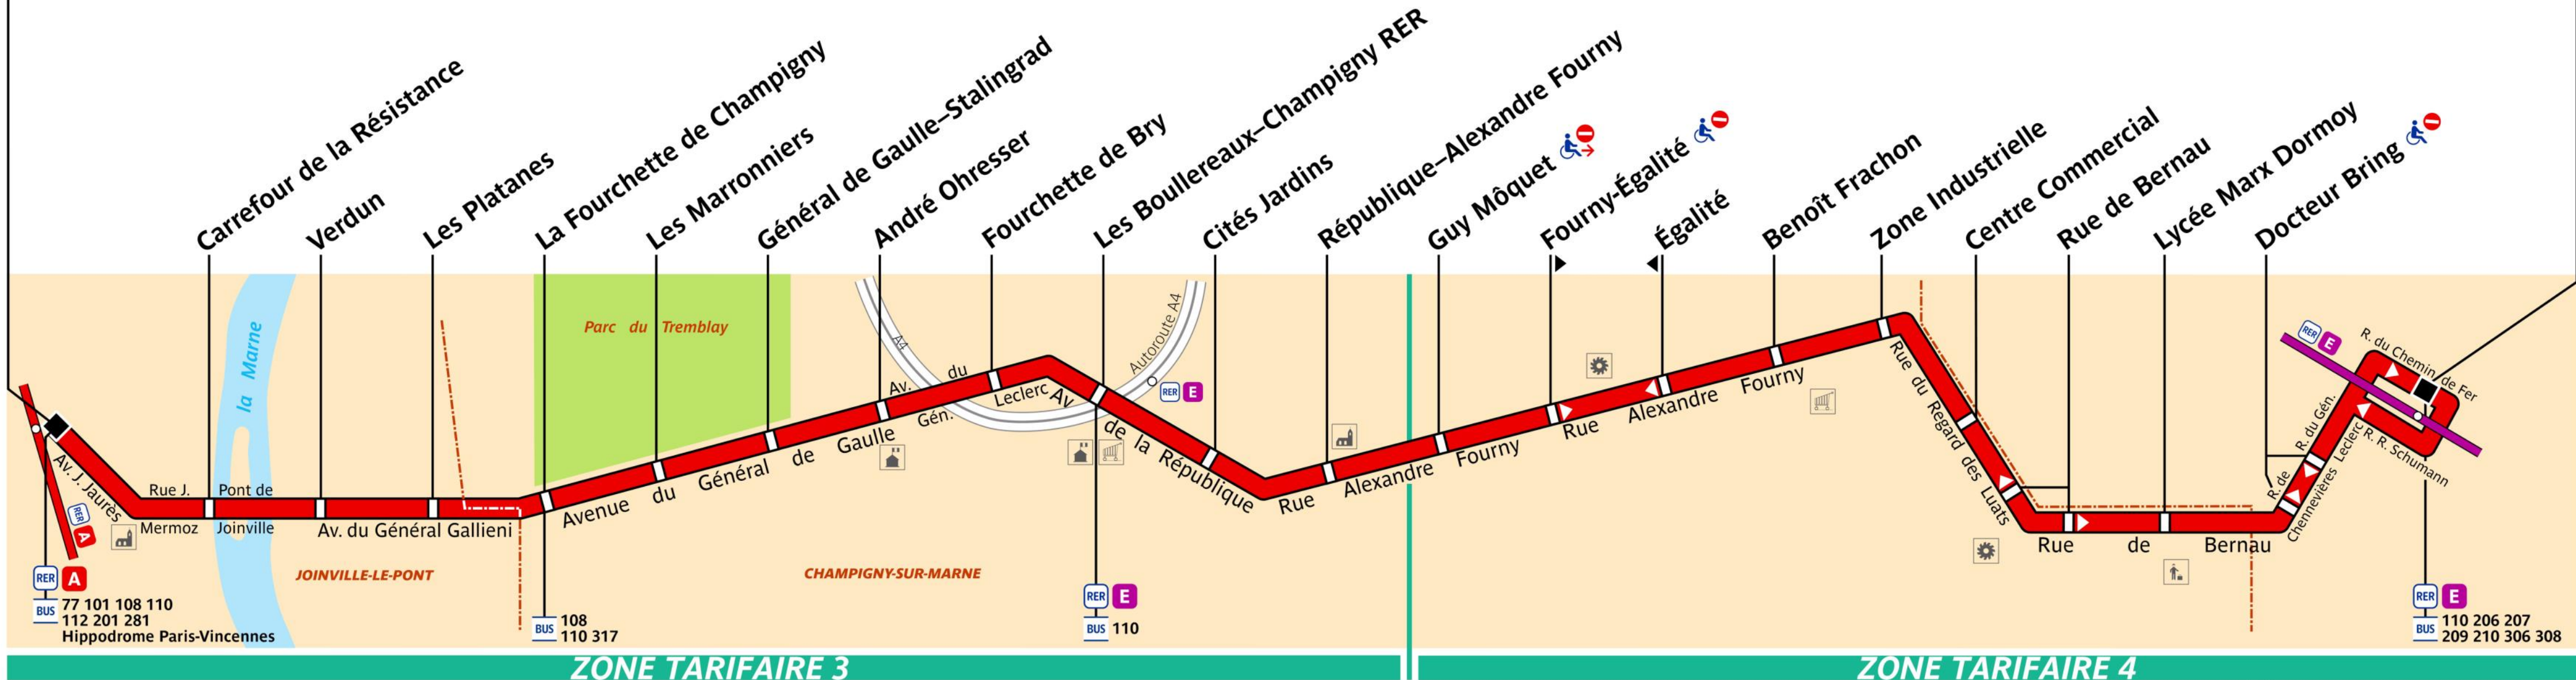 Carrefour de la Résistance
Verdun
Les Platanes
La Fourchette de Champigny
Les Marronniers
Général de Gaulle–Stalingrad
André Ohresser
Fourchette de Bry
Les Boullereaux–Champigny RER
Cités Jardins
République–Alexandre Fourny
Guy Môquet
Fourny-Égalité
Égalité
Benoît Frachon
Zone Industrielle
Centre Commercial
Rue de Bernau
Lycée Marx Dormoy
Docteur Bring
la Marne
Parc du Tremblay
A4
Autoroute A4
RER E
RER E
R. du Chemin de Fer
R. R. Schumann
R. du Gén. Leclerc
R. de Chennevières
Av. J. Jaurès
RER A
Rue J. Mermoz
Pont de Joinville
Av. du Général Gallieni
Avenue du Général de Gaulle
Av. du Gén. Leclerc
Av. de la République
Rue Alexandre Fourny
Rue Alexandre Fourny
Rue du Regard des Luats
Rue de Bernau
JOINVILLE-LE-PONT
CHAMPIGNY-SUR-MARNE
RER A
BUS 77 101 108 110
112 201 281
Hippodrome Paris-Vincennes
BUS 108
110 317
RER E
BUS 110
RER E
BUS 110 206 207
209 210 306 308
ZONE TARIFAIRE 3
ZONE TARIFAIRE 4